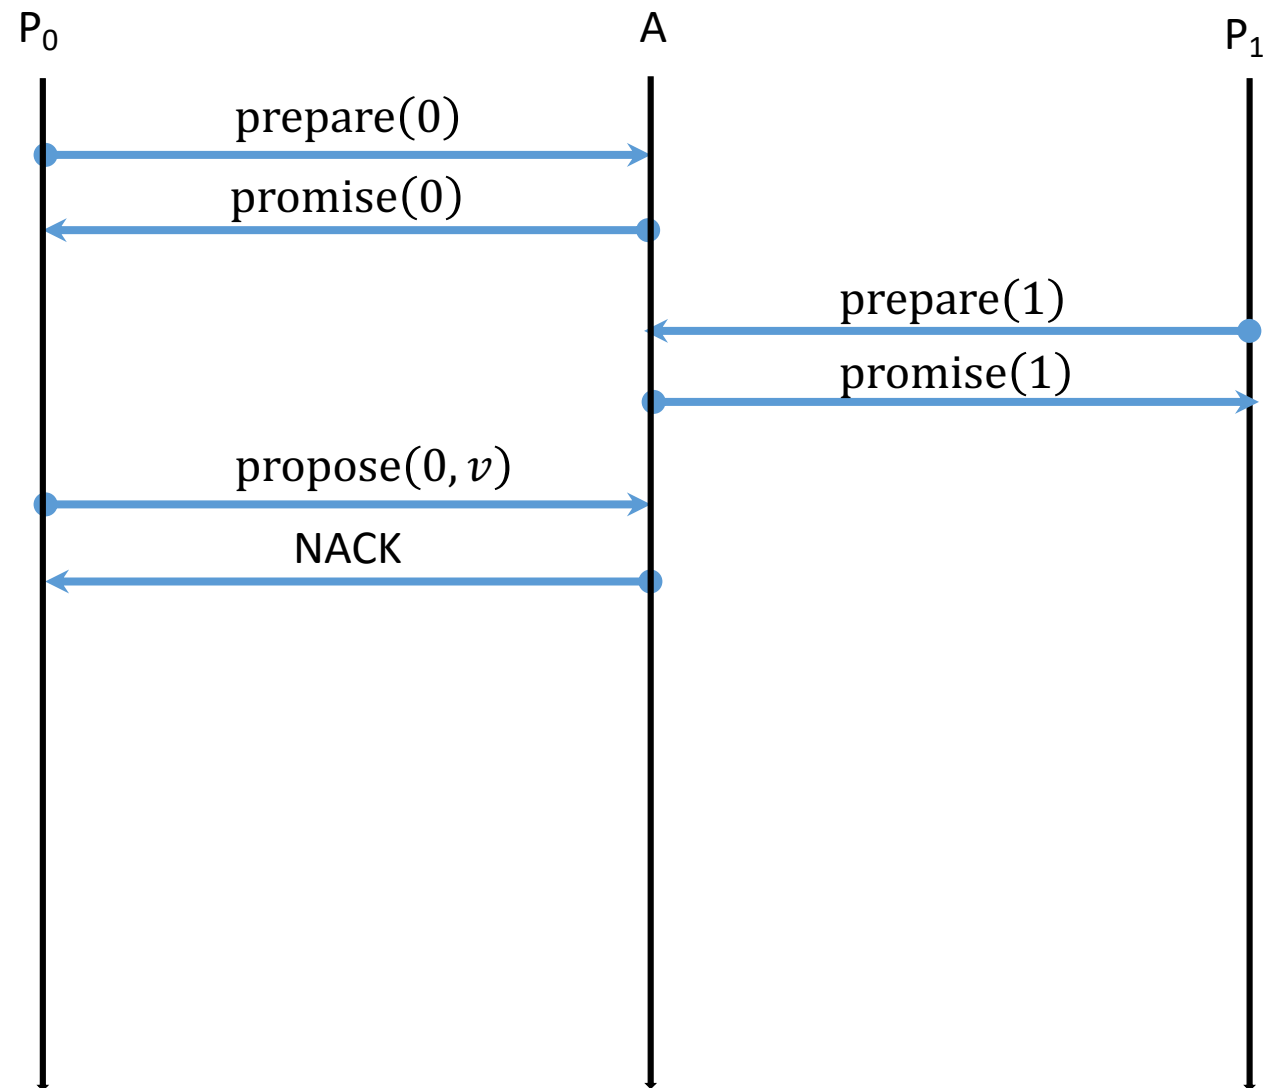 P₀ A P₁
prepare(0)
promise(0)
prepare(1)
promise(1)
propose(0, v)
NACK